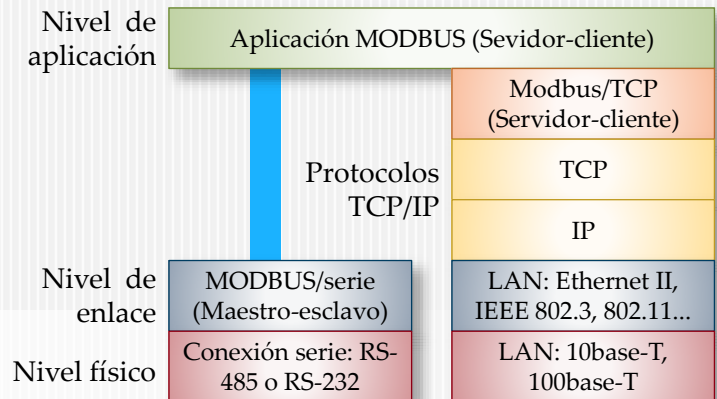 Nivel de
aplicación
Aplicación MODBUS (Sevidor-cliente)
Modbus/TCP
(Servidor-cliente)
Protocolos
TCP/IP
TCP
IP
Nivel de
enlace
MODBUS/serie
(Maestro-esclavo)
LAN: Ethernet II,
IEEE 802.3, 802.11...
Nivel físico
Conexión serie: RS-
485 o RS-232
LAN: 10base-T,
100base-T